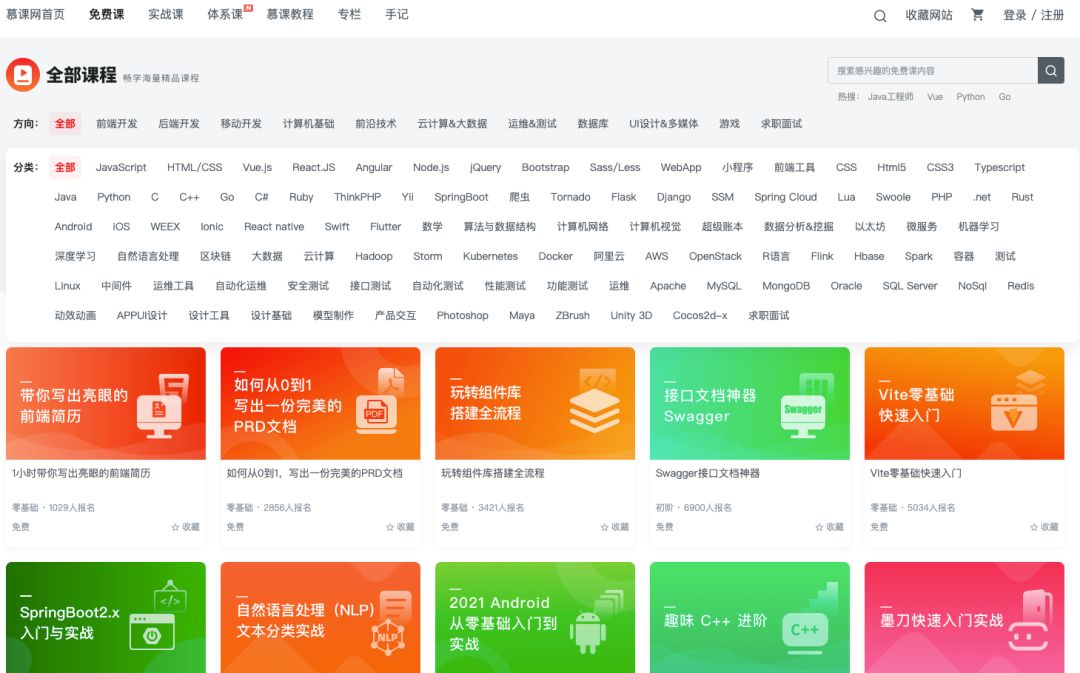 慕课网首页 免费课 实战课 体系课 慕课教程 专栏 手记 收藏网站 登录 / 注册
全部课程 畅学海量精品课程 搜索感兴趣的免费课内容
热搜： Java工程师 Vue Python Go
方向： 全部 前端开发 后端开发 移动开发 计算机基础 前沿技术 云计算&大数据 运维&测试 数据库 UI设计&多媒体 游戏 求职面试
分类： 全部 JavaScript HTML/CSS Vue.js React.JS Angular Node.js jQuery Bootstrap Sass/Less WebApp 小程序 前端工具 CSS Html5 CSS3 Typescript
Java Python C C++ Go C# Ruby ThinkPHP Yii SpringBoot 爬虫 Tornado Flask Django SSM Spring Cloud Lua Swoole PHP .net Rust
Android iOS WEEX Ionic React native Swift Flutter 数学 算法与数据结构 计算机网络 计算机视觉 超级账本 数据分析&挖掘 以太坊 微服务 机器学习
深度学习 自然语言处理 区块链 大数据 云计算 Hadoop Storm Kubernetes Docker 阿里云 AWS OpenStack R语言 Flink Hbase Spark 容器 测试
Linux 中间件 运维工具 自动化运维 安全测试 接口测试 自动化测试 性能测试 功能测试 运维 Apache MySQL MongoDB Oracle SQL Server NoSql Redis
动效动画 APPUI设计 设计工具 设计基础 模型制作 产品交互 Photoshop Maya ZBrush Unity 3D Cocos2d-x 求职面试
带你写出亮眼的
前端简历
如何从0到1
写出一份完美的
PRD文档
PDF
玩转组件库
搭建全流程
</>
接口文档神器
Swagger
Swagger
Vite零基础
快速入门
1小时带你写出亮眼的前端简历
零基础 · 1029人报名
免费 ☆ 收藏
如何从0到1，写出一份完美的PRD文档
零基础 · 2856人报名
免费 ☆ 收藏
玩转组件库搭建全流程
零基础 · 3421人报名
免费 ☆ 收藏
Swagger接口文档神器
初阶 · 6900人报名
免费 ☆ 收藏
Vite零基础快速入门
零基础 · 5034人报名
免费 ☆ 收藏
SpringBoot2.x
入门与实战
</>
自然语言处理（NLP）
文本分类实战
NLP
2021 Android
从零基础入门到
实战
趣味 C++ 进阶
C++
墨刀快速入门实战